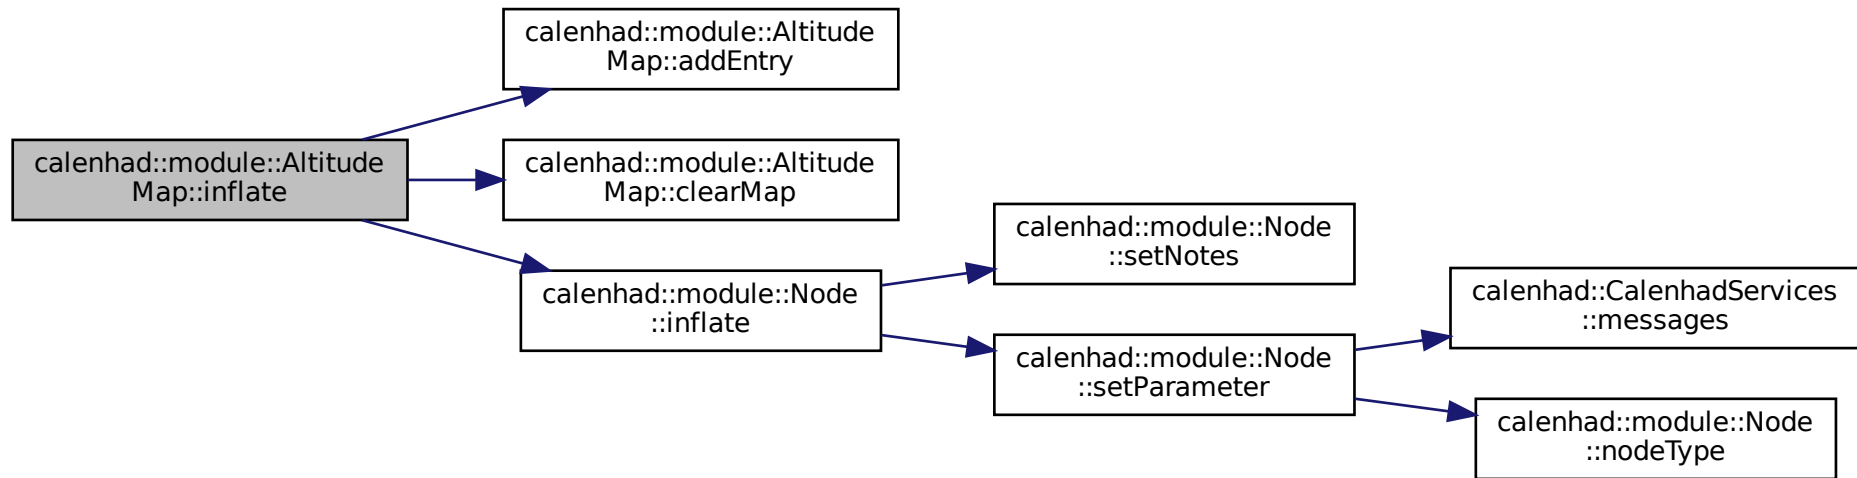 calenhad::module::Altitude
Map::addEntry
calenhad::module::Altitude
Map::inflate
calenhad::module::Altitude
Map::clearMap
calenhad::module::Node
::inflate
calenhad::module::Node
::setNotes
calenhad::module::Node
::setParameter
calenhad::CalenhadServices
::messages
calenhad::module::Node
::nodeType